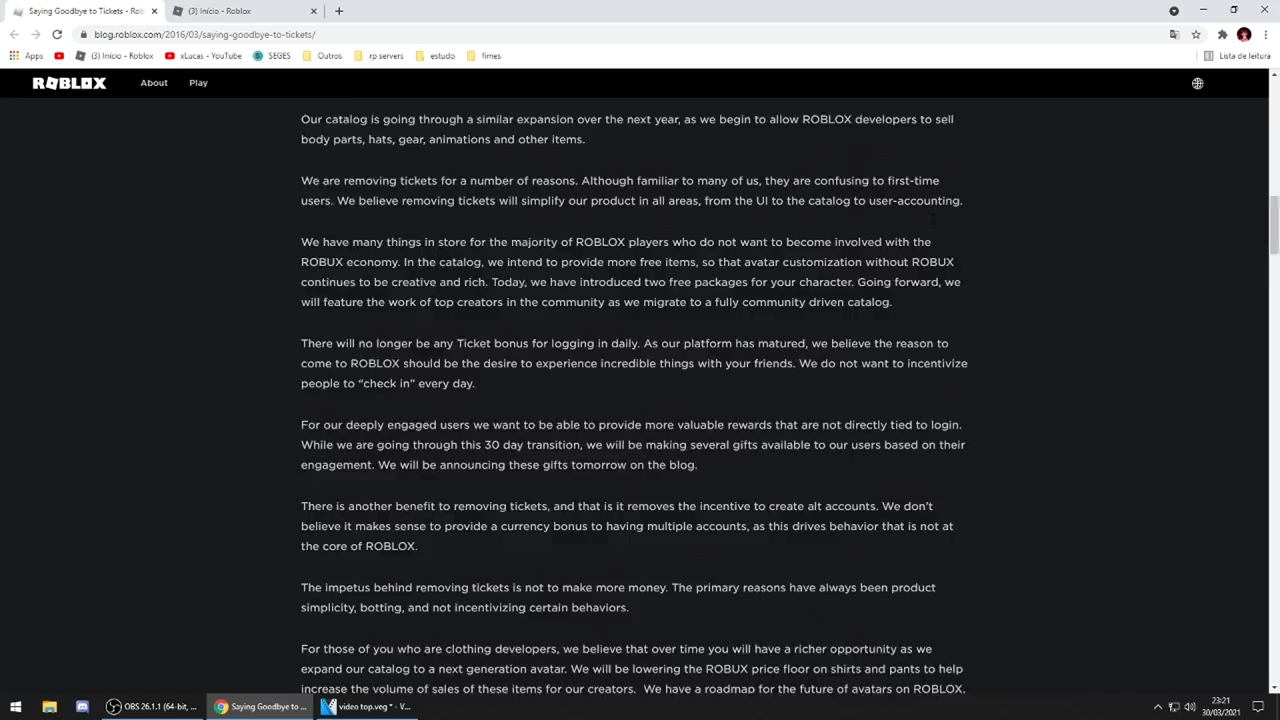 Saying Goodbye to Tickets - Rob
(3) Início - Roblox
blog.roblox.com/2016/03/saying-goodbye-to-tickets/
Apps
(3) Início - Roblox
xLucas - YouTube
SEGES
Outros
rp servers
estudo
fimes
Lista de leitura
ROBLOX
About
Play
Our catalog is going through a similar expansion over the next year, as we begin to allow ROBLOX developers to sell
body parts, hats, gear, animations and other items.
We are removing tickets for a number of reasons. Although familiar to many of us, they are confusing to first-time
users. We believe removing tickets will simplify our product in all areas, from the UI to the catalog to user-accounting.
We have many things in store for the majority of ROBLOX players who do not want to become involved with the
ROBUX economy. In the catalog, we intend to provide more free items, so that avatar customization without ROBUX
continues to be creative and rich. Today, we have introduced two free packages for your character. Going forward, we
will feature the work of top creators in the community as we migrate to a fully community driven catalog.
There will no longer be any Ticket bonus for logging in daily. As our platform has matured, we believe the reason to
come to ROBLOX should be the desire to experience incredible things with your friends. We do not want to incentivize
people to “check in” every day.
For our deeply engaged users we want to be able to provide more valuable rewards that are not directly tied to login.
While we are going through this 30 day transition, we will be making several gifts available to our users based on their
engagement. We will be announcing these gifts tomorrow on the blog.
There is another benefit to removing tickets, and that is it removes the incentive to create alt accounts. We don’t
believe it makes sense to provide a currency bonus to having multiple accounts, as this drives behavior that is not at
the core of ROBLOX.
The impetus behind removing tickets is not to make more money. The primary reasons have always been product
simplicity, botting, and not incentivizing certain behaviors.
For those of you who are clothing developers, we believe that over time you will have a richer opportunity as we
expand our catalog to a next generation avatar. We will be lowering the ROBUX price floor on shirts and pants to help
increase the volume of sales of these items for our creators. We have a roadmap for the future of avatars on ROBLOX.
OBS 26.1.1 (64-bit, ...
Saying Goodbye to ...
video top.veg * - V...
23:21
30/03/2021